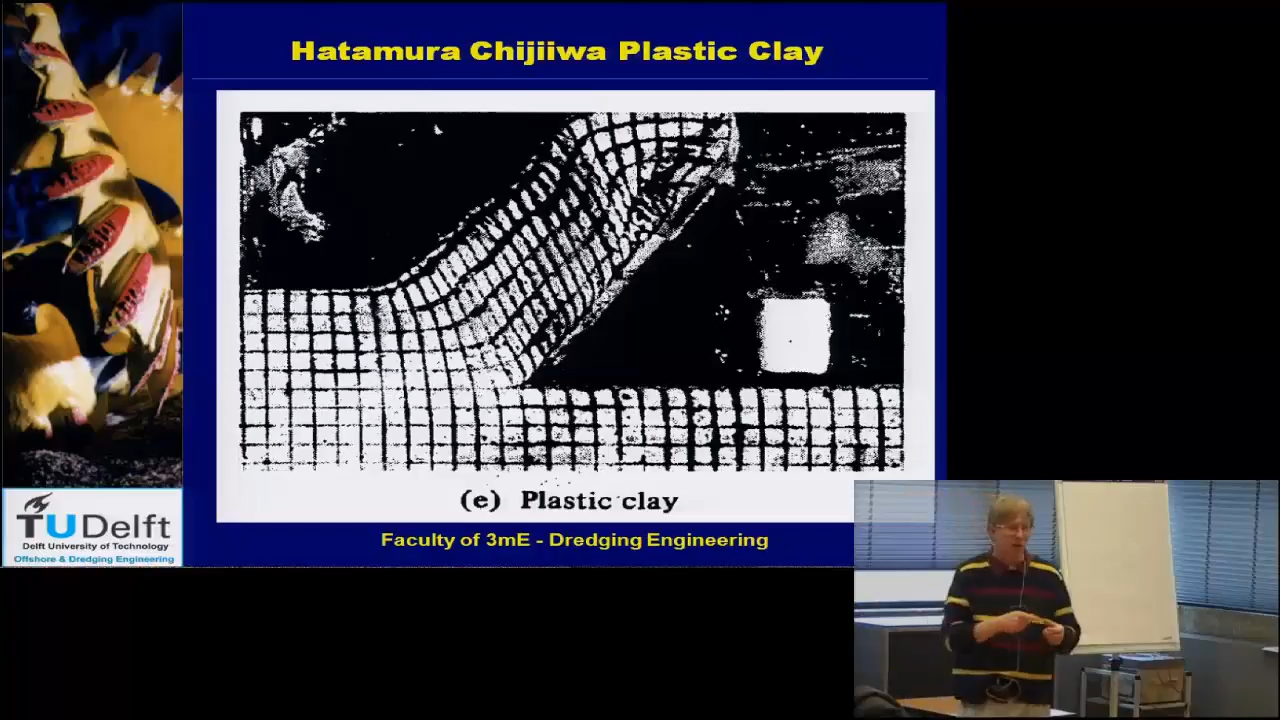 Hatamura Chijiiwa Plastic Clay
(e) Plastic clay
TU Delft
Delft University of Technology
Offshore & Dredging Engineering
Faculty of 3mE - Dredging Engineering